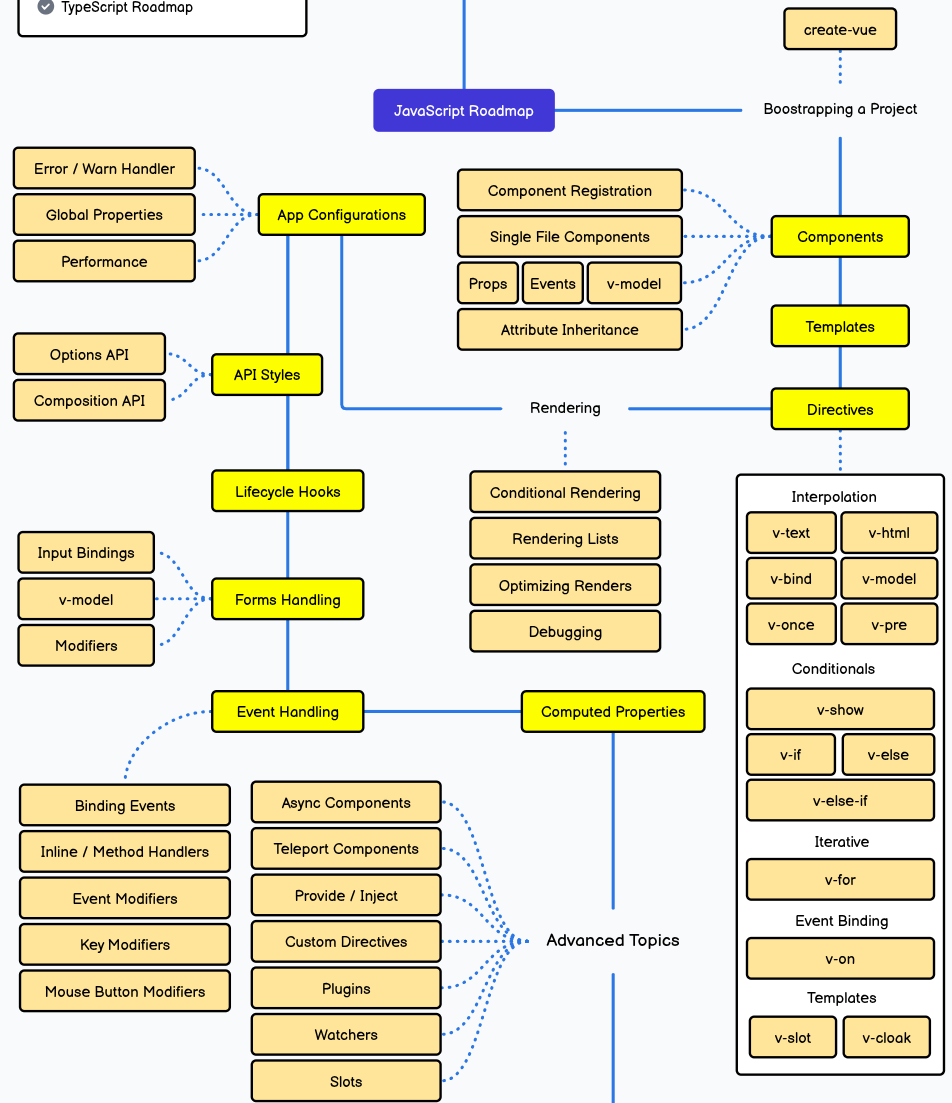 TypeScript Roadmap
create-vue
JavaScript Roadmap
Boostrapping a Project
Error / Warn Handler
Global Properties
Performance
App Configurations
Component Registration
Single File Components
Props
Events
v-model
Attribute Inheritance
Components
Templates
Directives
Options API
Composition API
API Styles
Rendering
Conditional Rendering
Rendering Lists
Optimizing Renders
Debugging
Lifecycle Hooks
Input Bindings
v-model
Modifiers
Forms Handling
Interpolation
v-text
v-html
v-bind
v-model
v-once
v-pre
Conditionals
v-show
v-if
v-else
v-else-if
Iterative
v-for
Event Binding
v-on
Templates
v-slot
v-cloak
Event Handling
Computed Properties
Binding Events
Inline / Method Handlers
Event Modifiers
Key Modifiers
Mouse Button Modifiers
Async Components
Teleport Components
Provide / Inject
Custom Directives
Plugins
Watchers
Slots
Advanced Topics